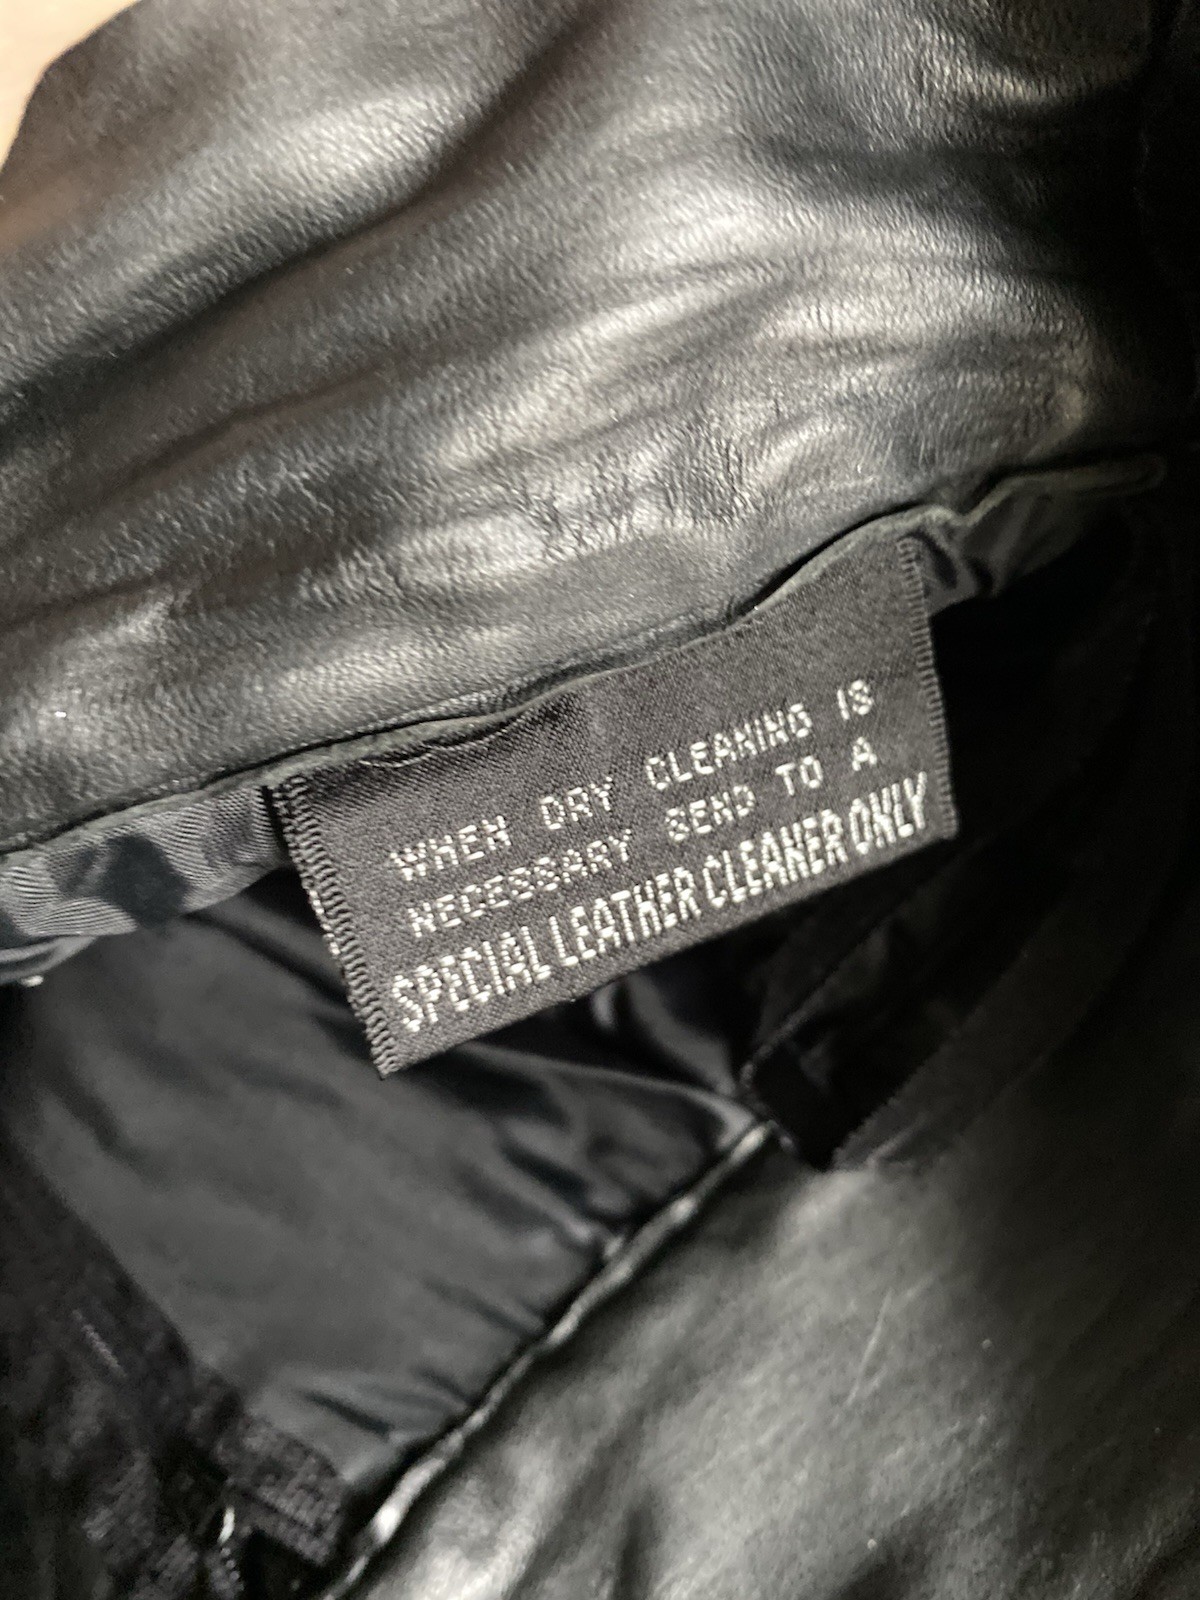 WHEN DRY CLEANING IS
NECESSARY SEND TO A
SPECIAL LEATHER CLEANER ONLY